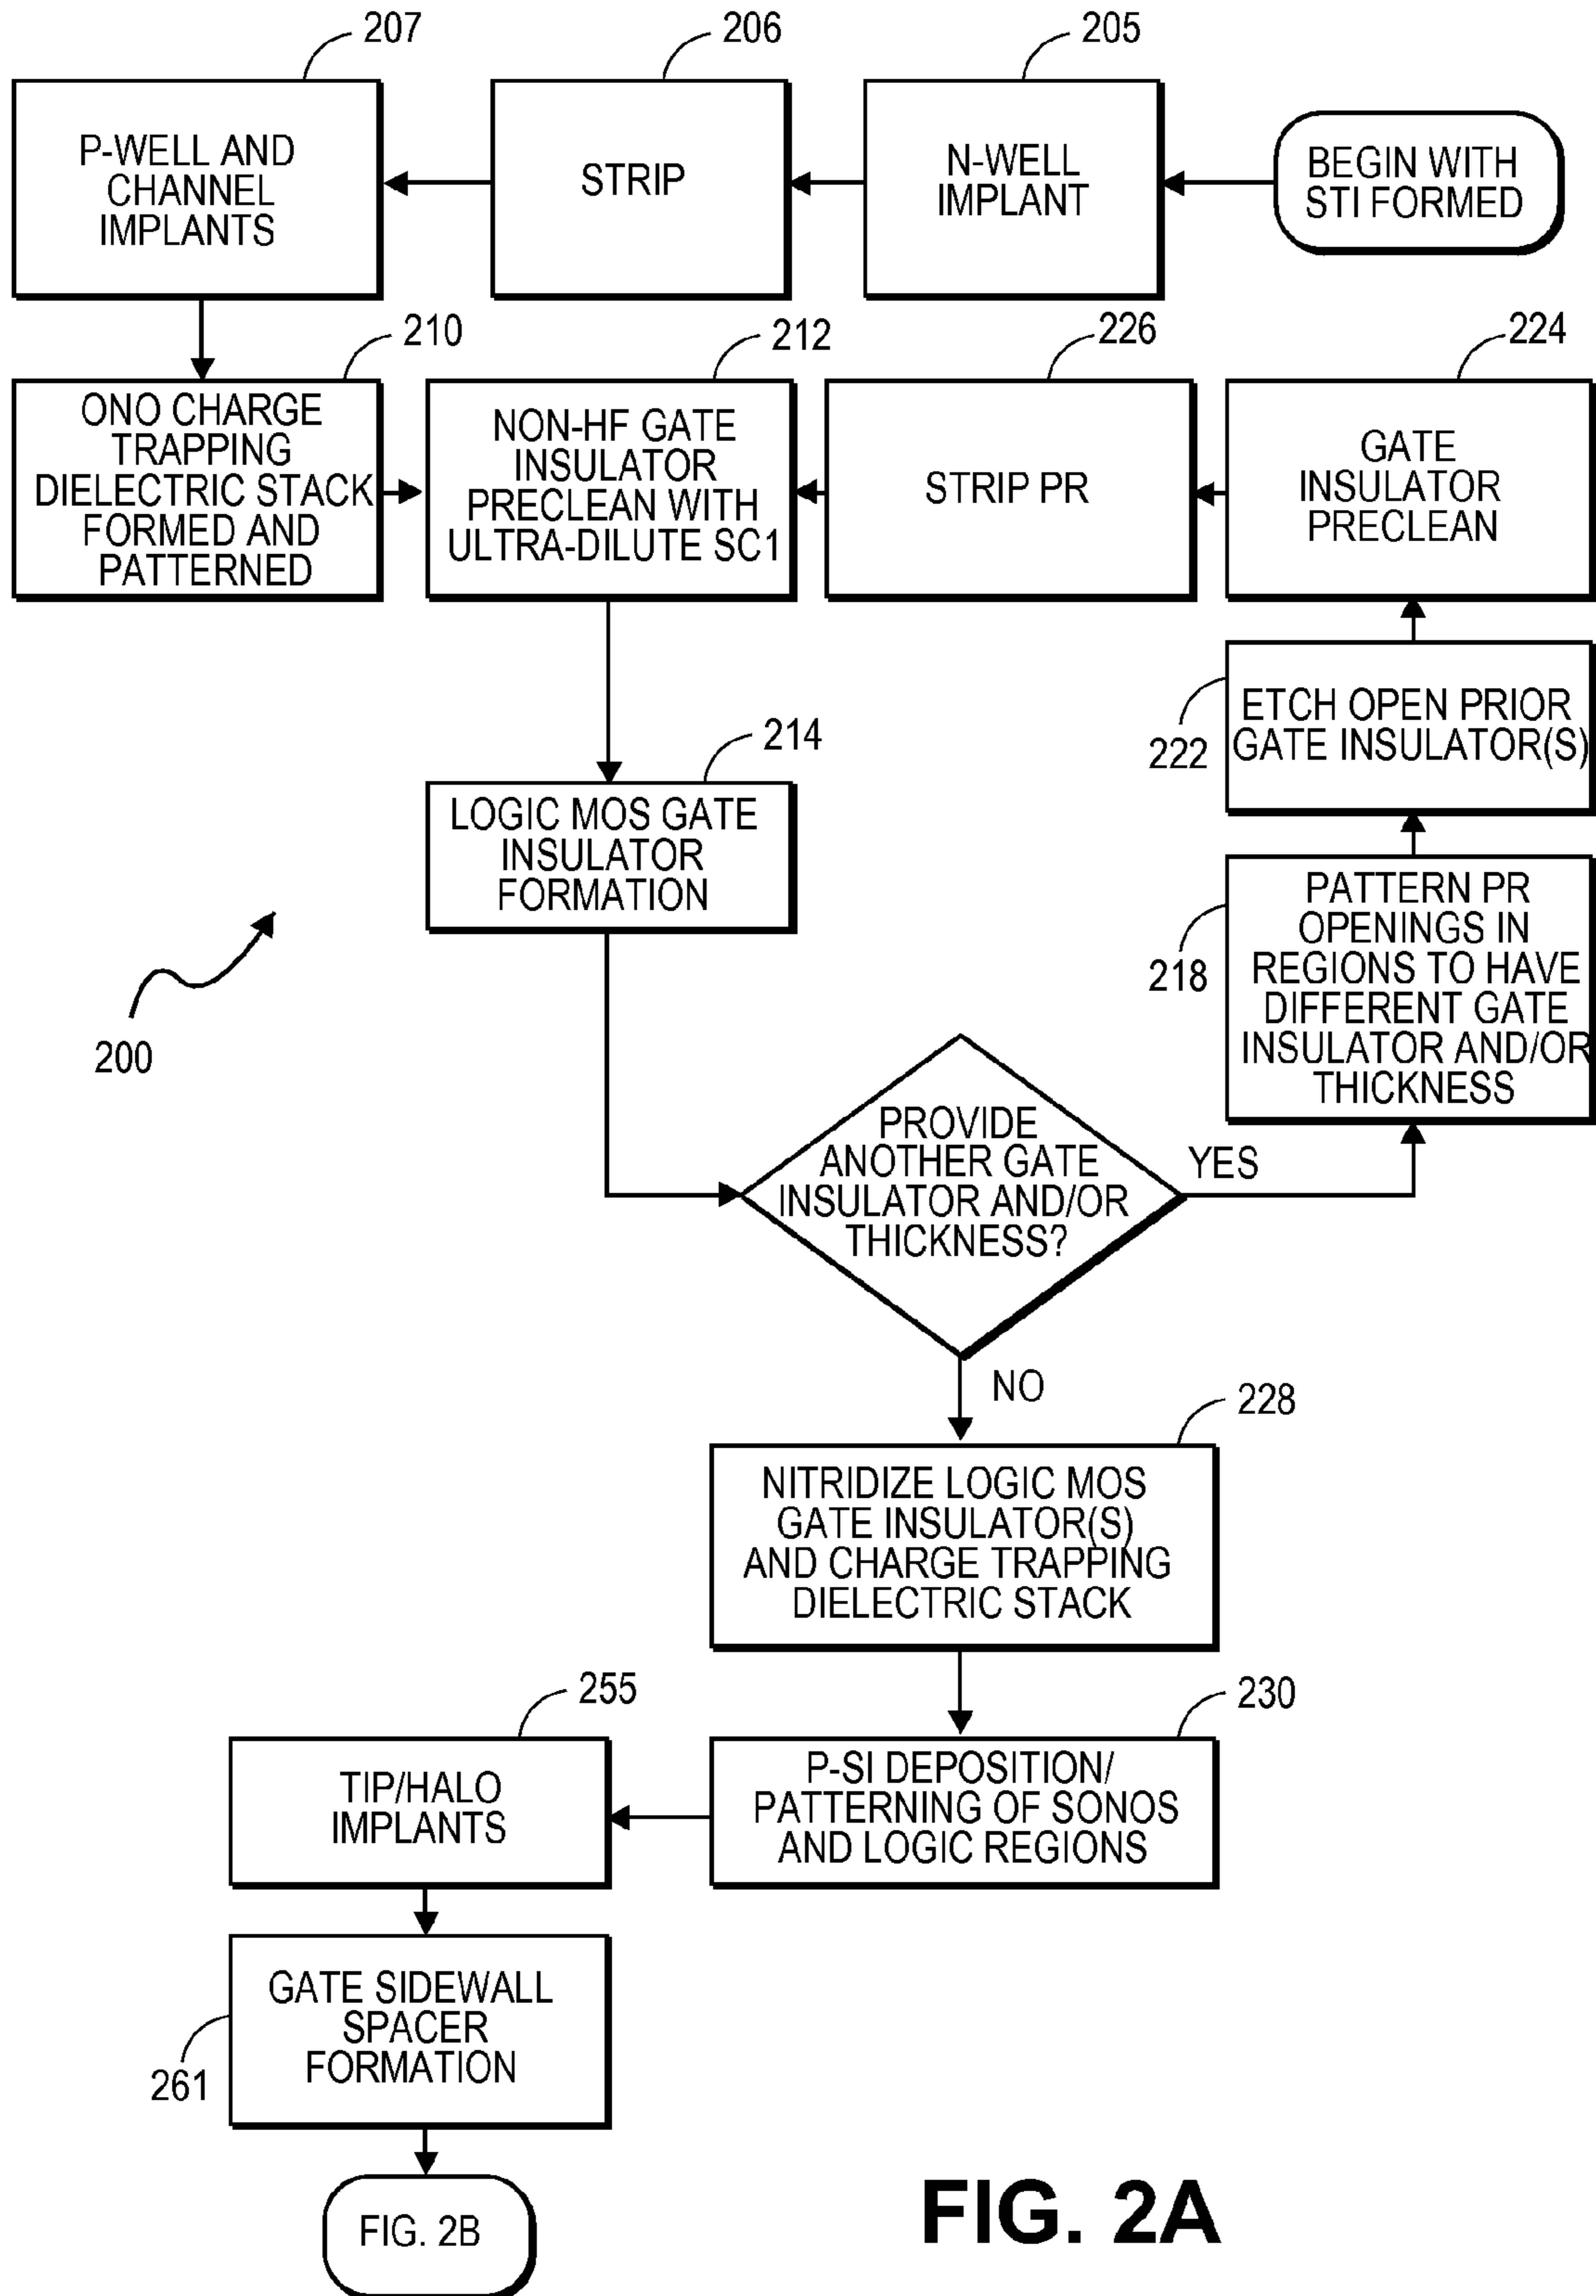 207
206
205
P-WELL AND
CHANNEL
IMPLANTS
STRIP
N-WELL
IMPLANT
BEGIN WITH
STI FORMED
210
212
226
224
ONO CHARGE
TRAPPING
DIELECTRIC STACK
FORMED AND
PATTERNED
NON-HF GATE
INSULATOR
PRECLEAN WITH
ULTRA-DILUTE SC1
STRIP PR
GATE
INSULATOR
PRECLEAN
222
ETCH OPEN PRIOR
GATE INSULATOR(S)
214
LOGIC MOS GATE
INSULATOR
FORMATION
218
PATTERN PR
OPENINGS IN
REGIONS TO HAVE
DIFFERENT GATE
INSULATOR AND/OR
THICKNESS
200
PROVIDE
ANOTHER GATE
INSULATOR AND/OR
THICKNESS?
YES
NO
228
NITRIDIZE LOGIC MOS
GATE INSULATOR(S)
AND CHARGE TRAPPING
DIELECTRIC STACK
255
230
TIP/HALO
IMPLANTS
P-SI DEPOSITION/
PATTERNING OF SONOS
AND LOGIC REGIONS
GATE SIDEWALL
SPACER
FORMATION
261
FIG. 2B
FIG. 2A